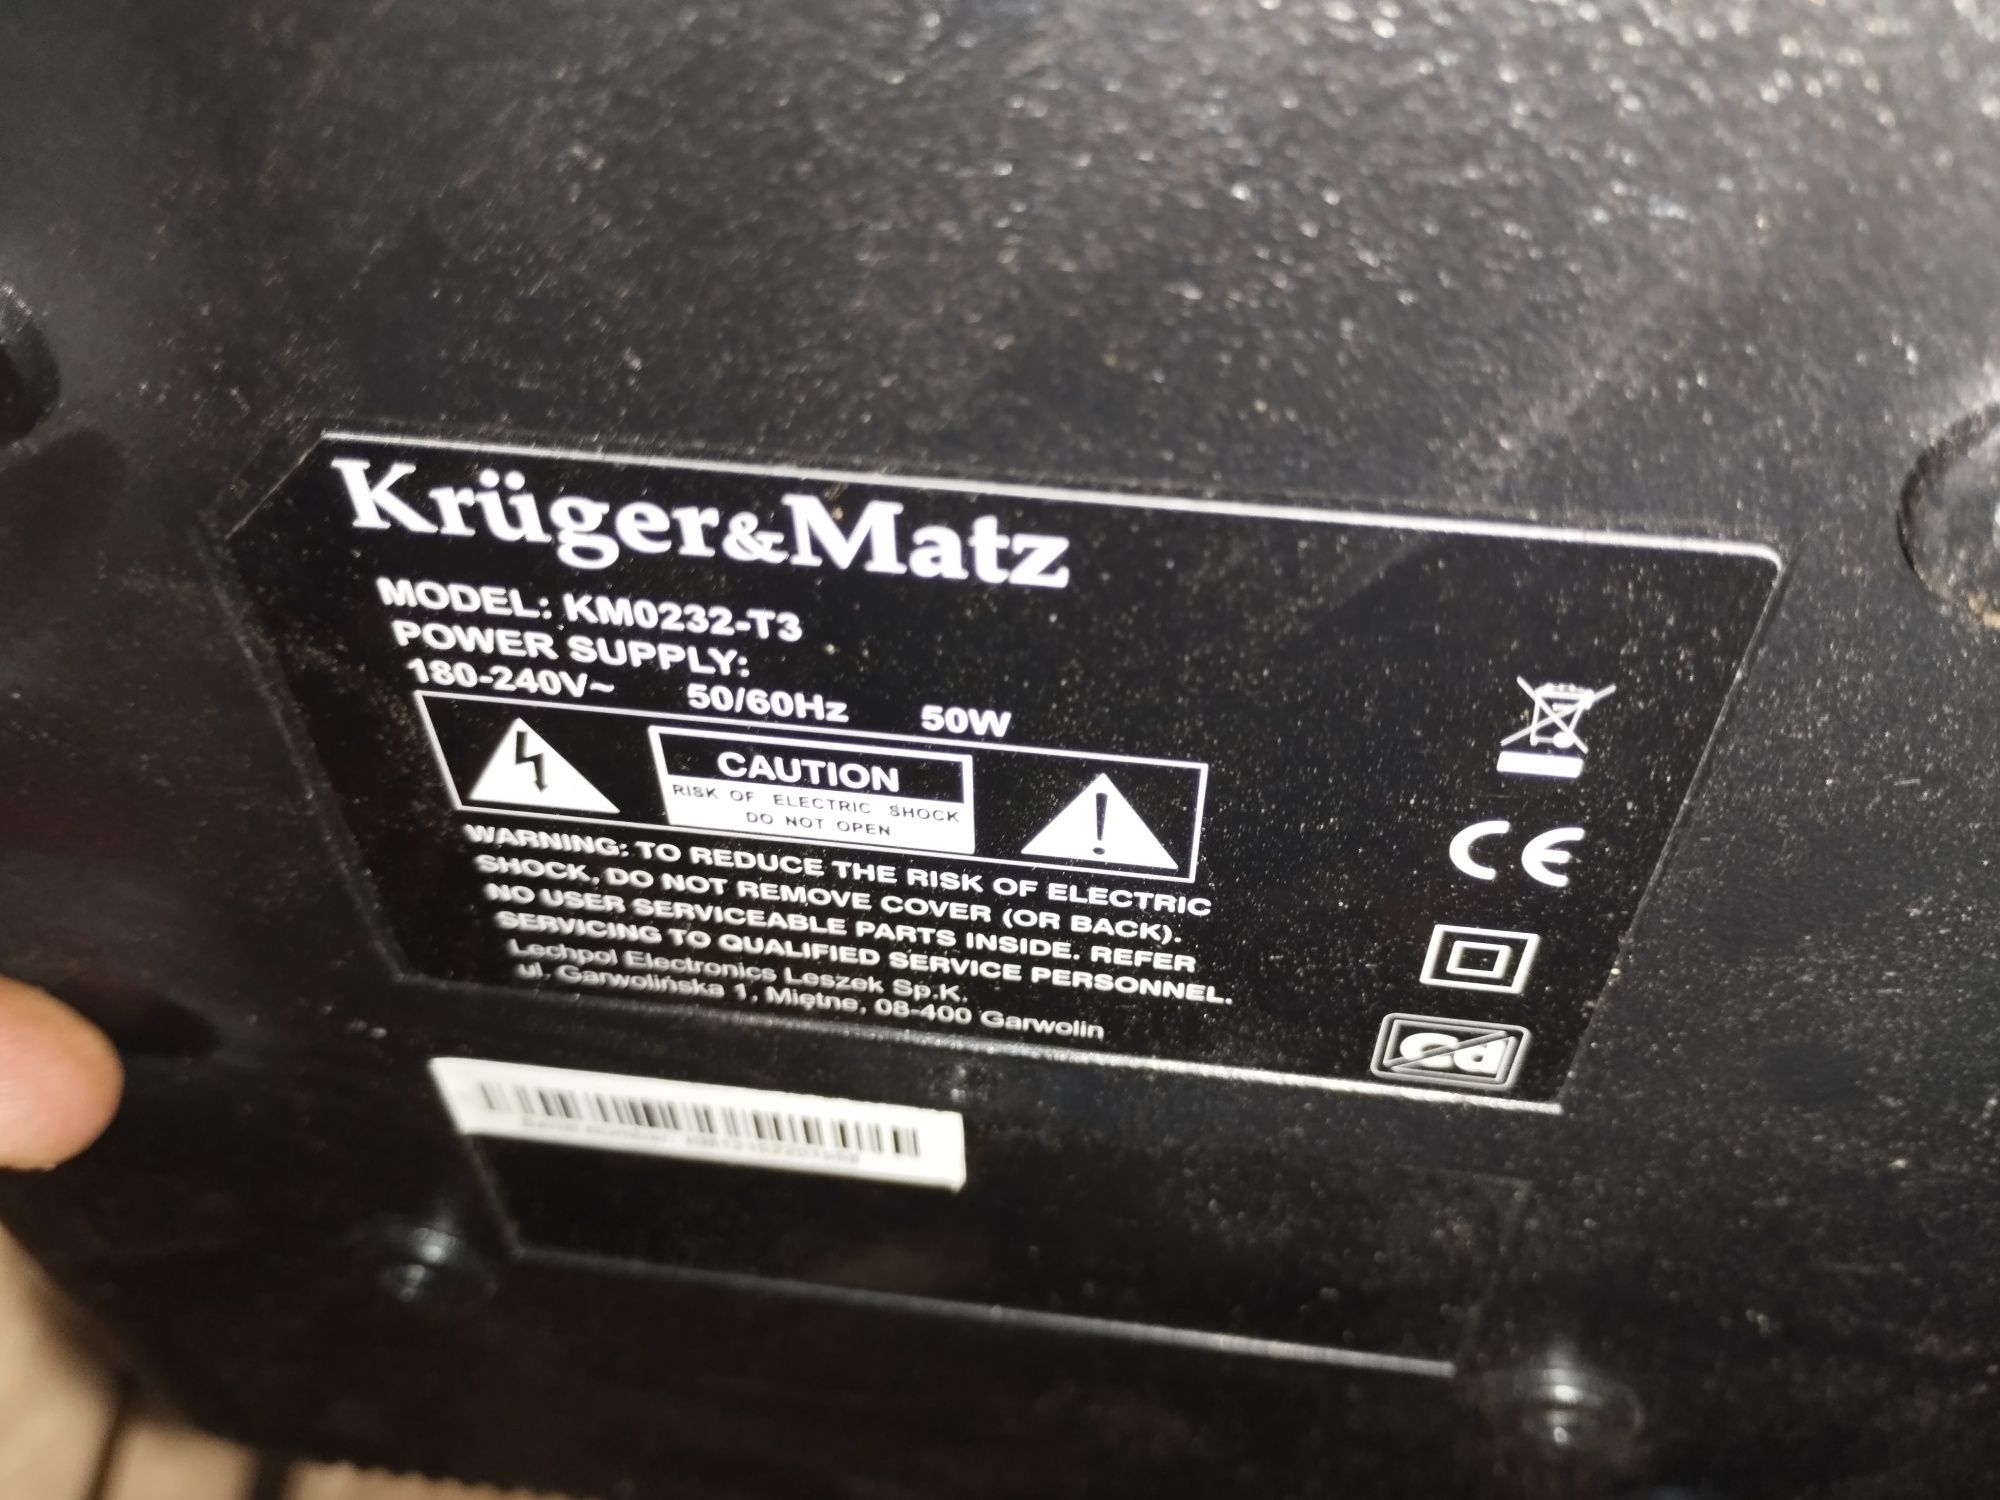 Krüger&Matz
MODEL: KM0232-T3
POWER SUPPLY:
180-240V~ 50/60Hz 50W
CAUTION
RISK OF ELECTRIC SHOCK
DO NOT OPEN
WARNING: TO REDUCE THE RISK OF ELECTRIC
SHOCK, DO NOT REMOVE COVER (OR BACK).
NO USER SERVICEABLE PARTS INSIDE. REFER
SERVICING TO QUALIFIED SERVICE PERSONNEL.
Lechpol Electronics Leszek Sp.K.
ul. Garwolińska 1, Miętne, 08-400 Garwolin
CE
Cd